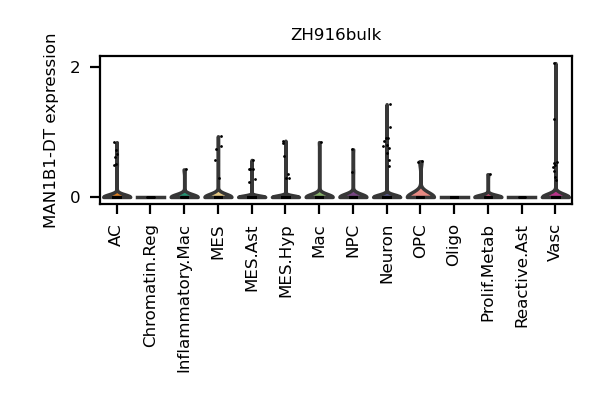 ZH916bulk
MAN1B1-DT expression
2
0
AC
Chromatin.Reg
Inflammatory.Mac
MES
MES.Ast
MES.Hyp
Mac
NPC
Neuron
OPC
Oligo
Prolif.Metab
Reactive.Ast
Vasc